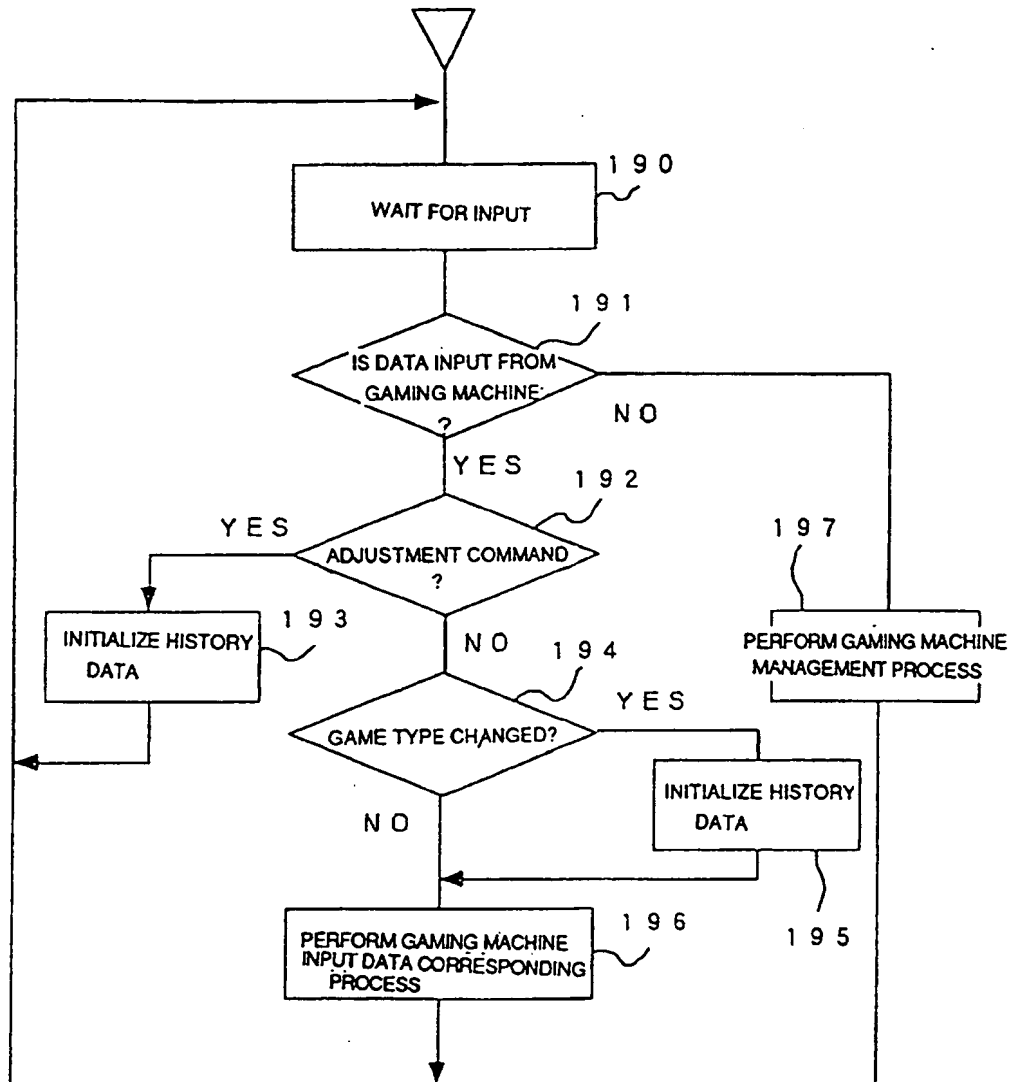 190
WAIT FOR INPUT
191
IS DATA INPUT FROM
GAMING MACHINE
?
NO
YES
192
YES
ADJUSTMENT COMMAND
?
197
193
INITIALIZE HISTORY
DATA
NO
194
PERFORM GAMING MACHINE
MANAGEMENT PROCESS
YES
GAME TYPE CHANGED?
INITIALIZE HISTORY
DATA
NO
196
195
PERFORM GAMING MACHINE
INPUT DATA CORRESPONDING
PROCESS